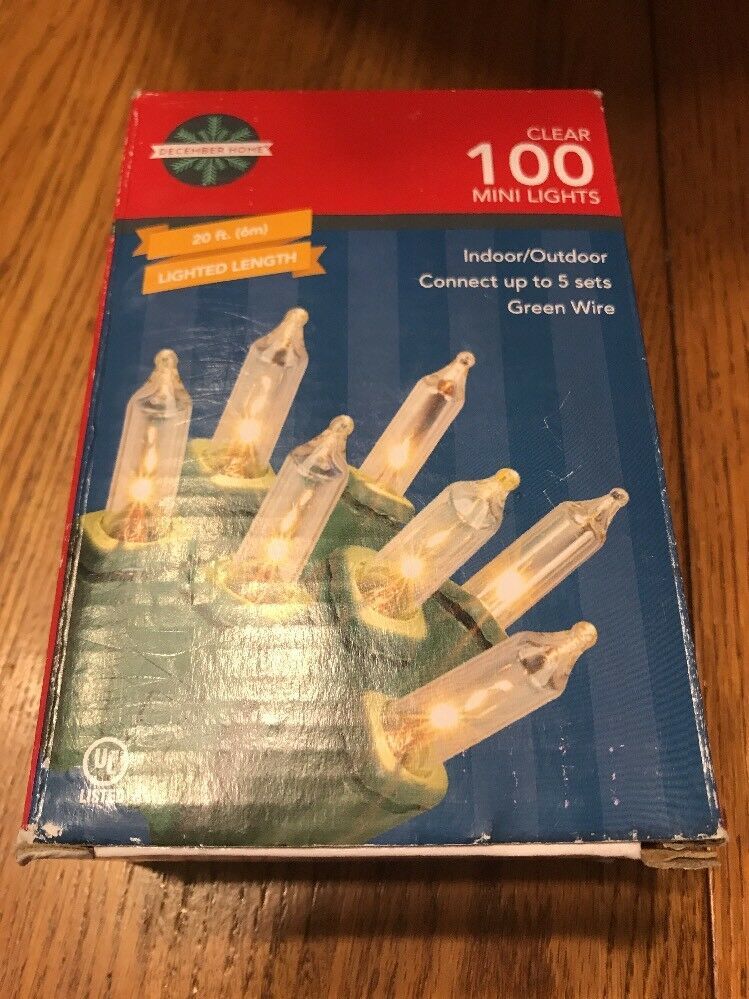 DECEMBER HOME
CLEAR
100
MINI LIGHTS
20 ft. (6m)
LIGHTED LENGTH
Indoor/Outdoor
Connect up to 5 sets
Green Wire
UL
LISTED